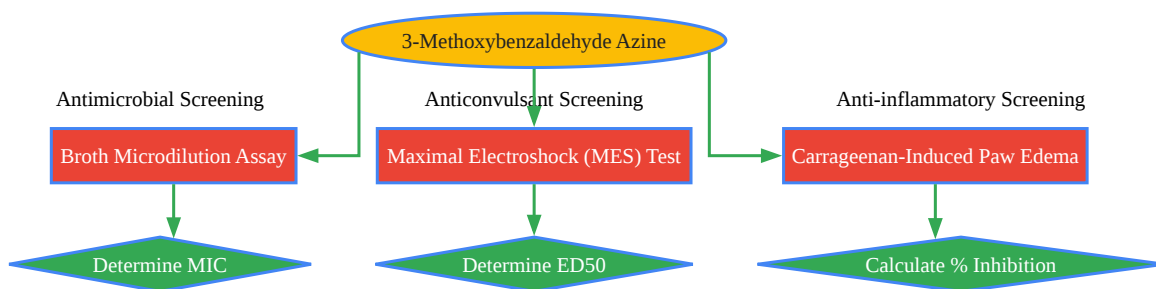 3-Methoxybenzaldehyde Azine
Antimicrobial Screening
Anticonvulsant Screening
Anti-inflammatory Screening
Broth Microdilution Assay
Maximal Electroshock (MES) Test
Carrageenan-Induced Paw Edema
Determine MIC
Determine ED50
Calculate % Inhibition